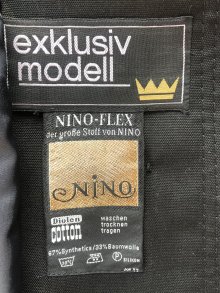 exklusiv
modell
NINO-FLEX
der große Stoff von NINO
NINO
Diolen
cotton
waschen
trocknen
tragen
67% Synthetics/33% Baumwolle